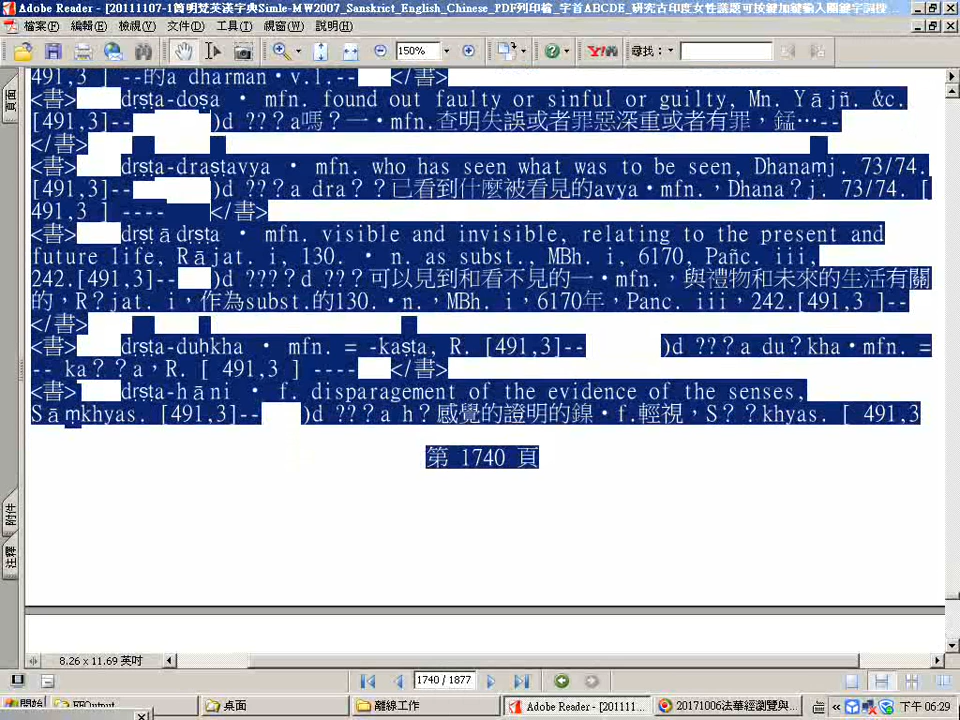 Adobe Reader - [20111107-1簡明梵英漢字典Simle-MW2007_Sanskrict_English_Chinese_PDF列印檔_字首ABCDE_研究古印度女性議題可按鍵加鍵輸入關鍵字詞搜
檔案(F) 編輯(E) 檢視(V) 文件(D) 工具(T) 視窗(W) 說明(H)
150% 尋找:
頁面
491,3 ] --的a dharman·v.l.-- </書>
<書> dṛṣṭa-doṣa · mfn. found out faulty or sinful or guilty, Mn. Yājñ. &c.
[491,3]-- )d ???a嗎？一·mfn.查明失誤或者罪惡深重或者有罪，錳…--
</書>
<書> dṛṣṭa-draṣṭavya · mfn. who has seen what was to be seen, Dhanaṃj. 73/74.
[491,3]-- )d ???a dra？？已看到什麼被看見的avya·mfn.，Dhana？j. 73/74. [
491,3 ] ---- </書>
<書> dṛṣṭādṛṣṭa · mfn. visible and invisible, relating to the present and
future life, Rājat. i, 130. · n. as subst., MBh. i, 6170, Pañc. iii,
242.[491,3]-- )d ????d ??？可以見到和看不見的一·mfn.，與禮物和未來的生活有關
的，R？jat. i，作為subst.的130.·n.，MBh. i，6170年，Panc. iii，242.[491,3 ]--
</書>
<書> dṛṣṭa-duḥkha · mfn. = -kaṣṭa, R. [491,3]-- )d ??？a du？kha·mfn. =
-- ka？？a，R. [ 491,3 ] ---- </書>
<書> dṛṣṭa-hāni · f. disparagement of the evidence of the senses,
Sāṃkhyas. [491,3]-- )d ???a h？感覺的證明的鎳·f.輕視，S？？khyas. [ 491,3
第 1740 頁
附件
注釋
8.26 x 11.69 英吋
1740 / 1877
開始 FFOutput 桌面 離線工作 Adobe Reader - [201111... 20171006法華經瀏覽與... 下午 06:29